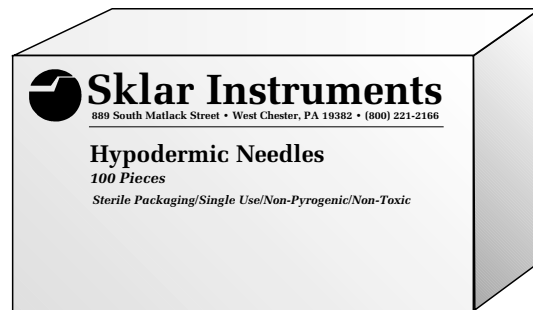 Sklar Instruments
889 South Matlack Street • West Chester, PA 19382 • (800) 221-2166
Hypodermic Needles
100 Pieces
Sterile Packaging/Single Use/Non-Pyrogenic/Non-Toxic